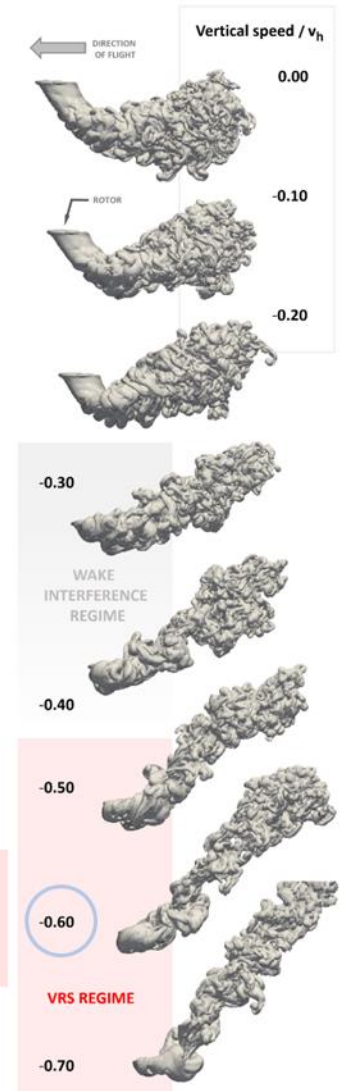 Vertical speed / vh
DIRECTION
OF FLIGHT
0.00
-0.10
ROTOR
-0.20
-0.30
WAKE
INTERFERENCE
REGIME
-0.40
-0.50
-0.60
VRS REGIME
-0.70